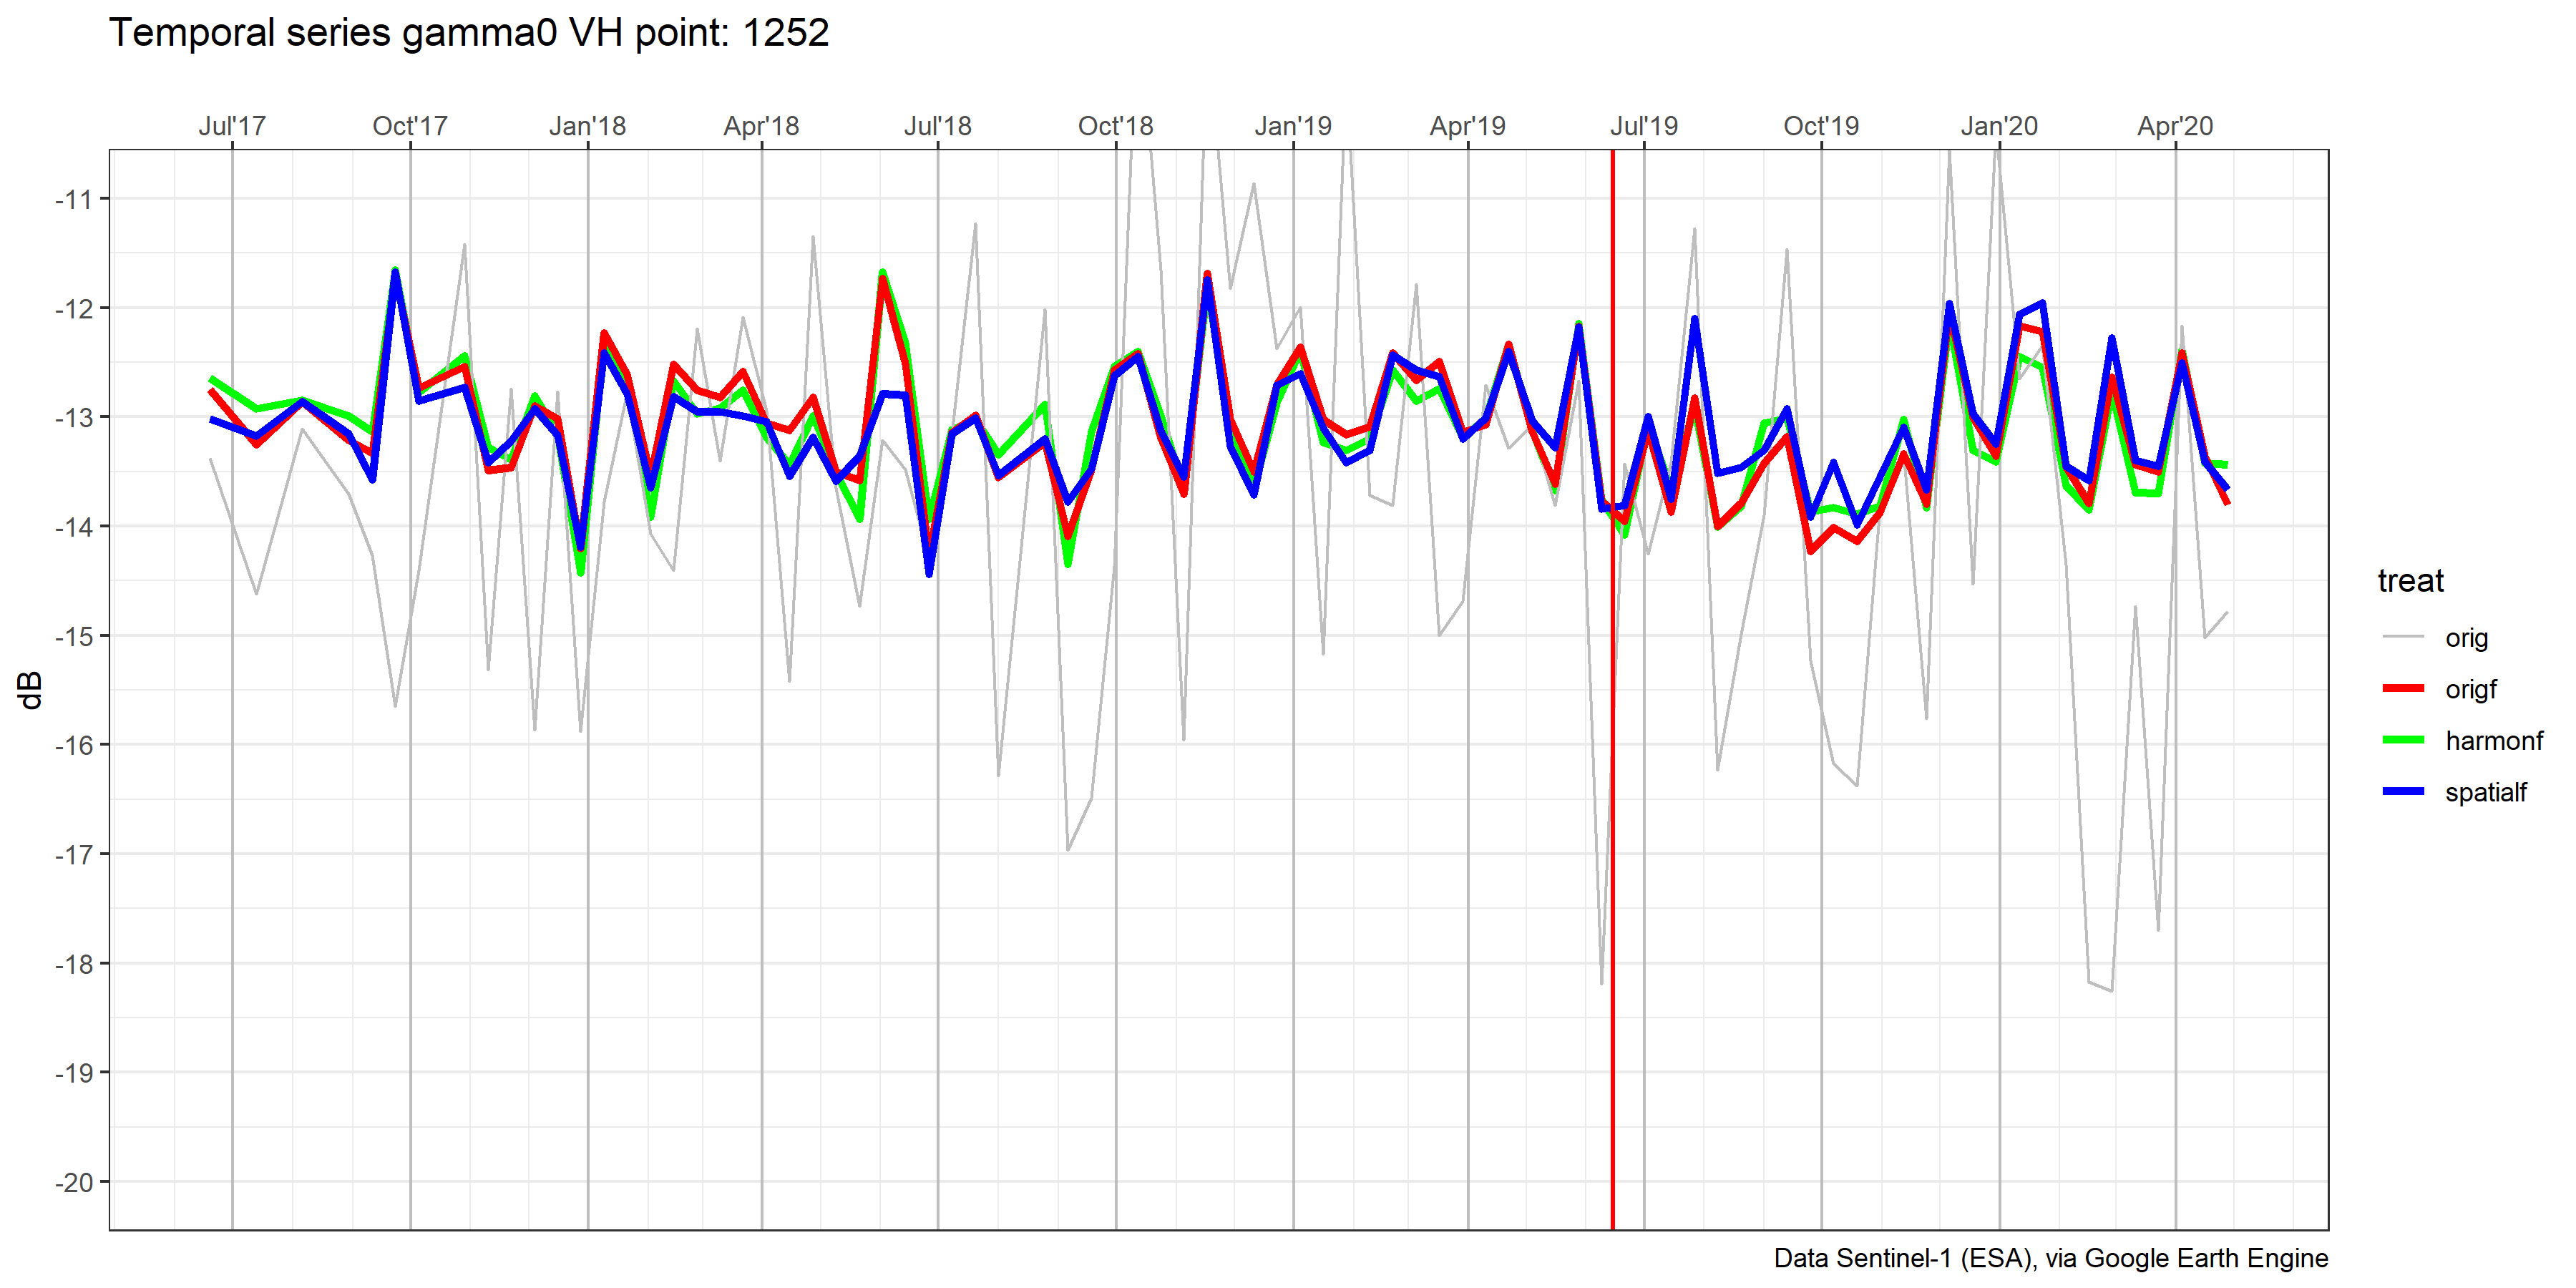 Temporal series gamma0 VH point: 1252
Jul'17 Oct'17 Jan'18 Apr'18 Jul'18 Oct'18 Jan'19 Apr'19 Jul'19 Oct'19 Jan'20 Apr'20
-11
-12
-13
-14
-15
-16
-17
-18
-19
-20
dB
treat
orig
origf
harmonf
spatialf
Data Sentinel-1 (ESA), via Google Earth Engine